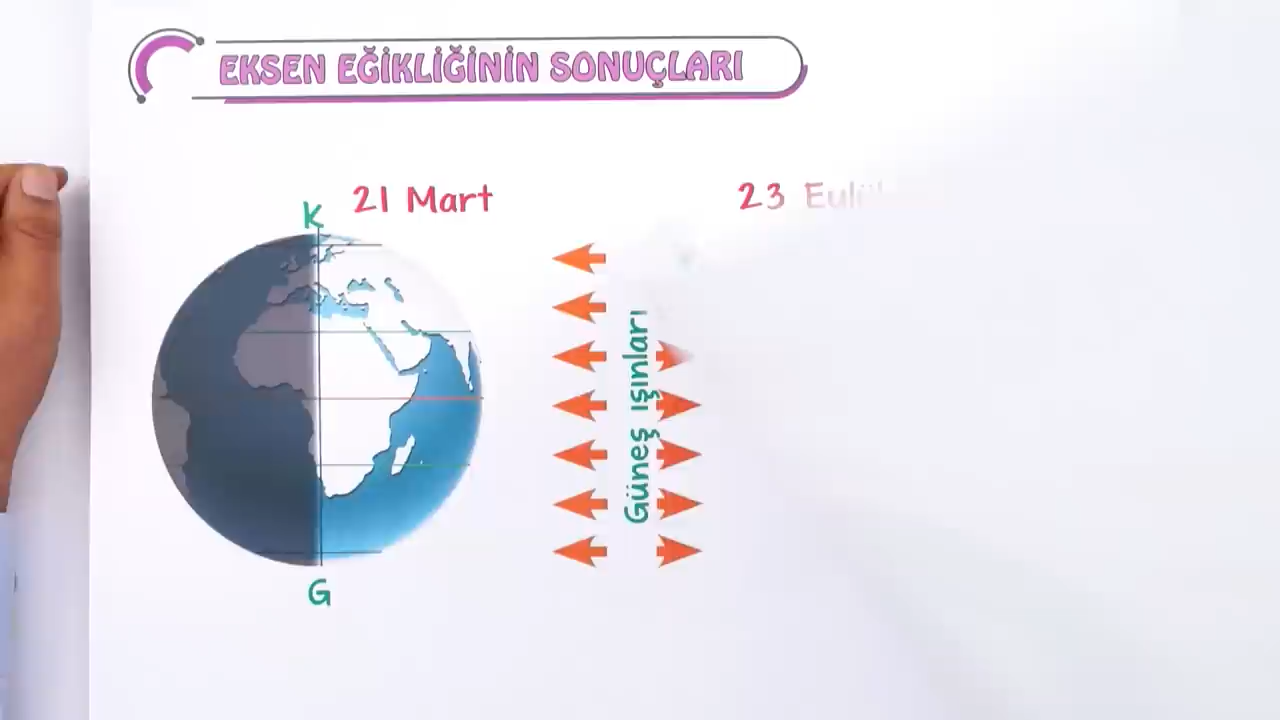 EKSEN EĞİKLİĞİNİN SONUÇLARI
21 Mart
23
K
Güneş ışınları
G